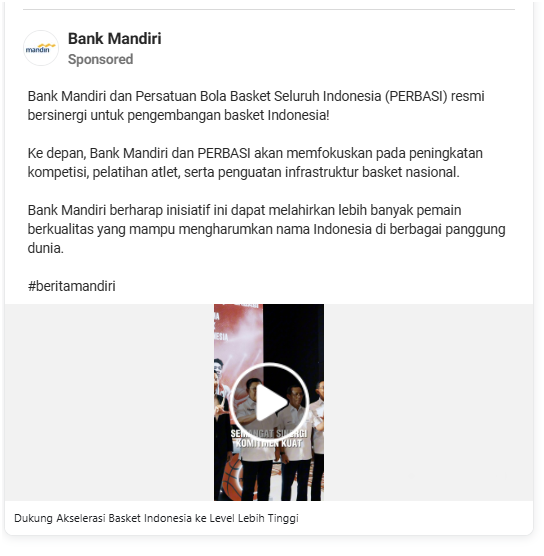 mandiri
Bank Mandiri
Sponsored
Bank Mandiri dan Persatuan Bola Basket Seluruh Indonesia (PERBASI) resmi
bersinergi untuk pengembangan basket Indonesia!
Ke depan, Bank Mandiri dan PERBASI akan memfokuskan pada peningkatan
kompetisi, pelatihan atlet, serta penguatan infrastruktur basket nasional.
Bank Mandiri berharap inisiatif ini dapat melahirkan lebih banyak pemain
berkualitas yang mampu mengharumkan nama Indonesia di berbagai panggung
dunia.
#beritamandiri
SEMANGAT SINERGI
KOMITMEN KUAT
Dukung Akselerasi Basket Indonesia ke Level Lebih Tinggi